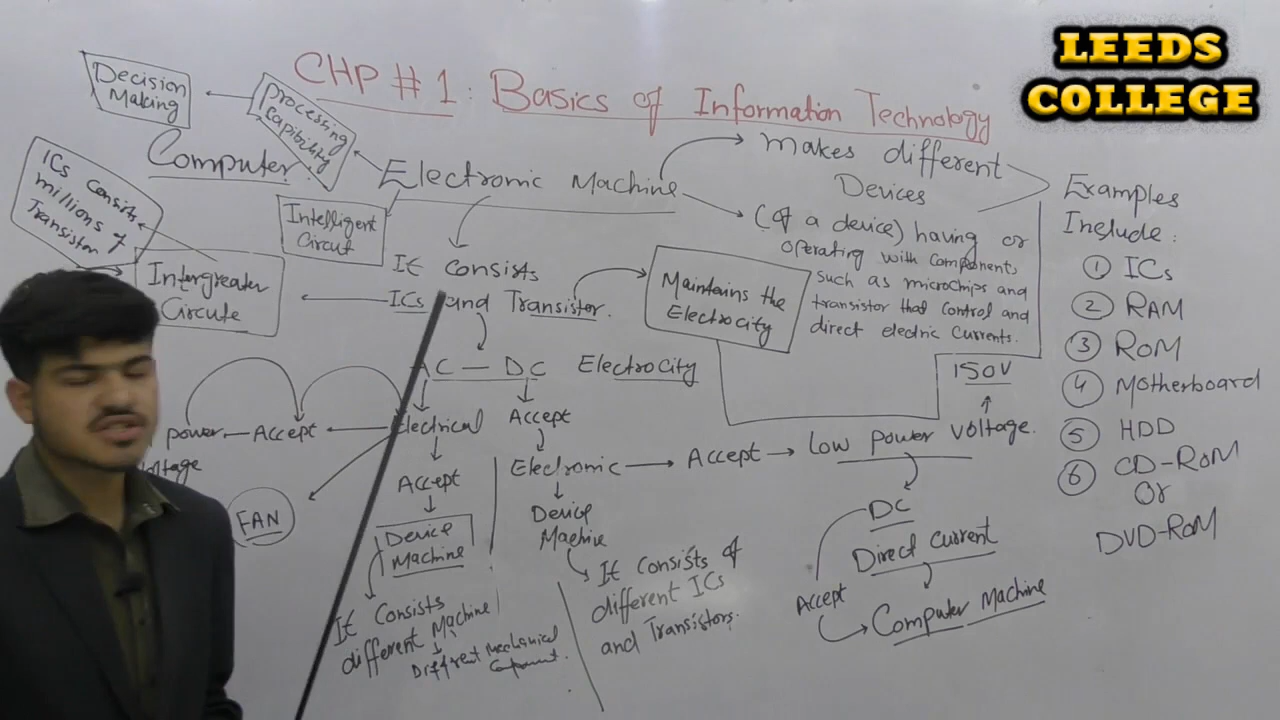 LEEDS
COLLEGE
CHP # 1 : Basics of Information Technology
Decision
Making
processing
Capibility
Computer.
Electronic Machine
makes different
Devices
(of a device) having or
operating with components
such as microchips and
transistor that control and
direct electric currents.
Examples
Include :
① ICs
② RAM
③ ROM
④ Motherboard
⑤ HDD
⑥ CD-ROM
Or
DVD-ROM
ICs consists
millions of
Transistor
Intelligent
Circuit
Intergreater
Circute
It consists
ICs and Transistor.
Maintains the
Electrocity
AC – DC Electrocity
150V
Electrical
Accept
power
Voltage
FAN
Accept
Device
Machine
It Consists
different Machine
Different Mechanical
Component.
Accept
Electronic
Accept
Low power voltage.
Device
Machine
It consists of
different ICs
and Transistors.
DC
Direct Current
Accept
Computer Machine